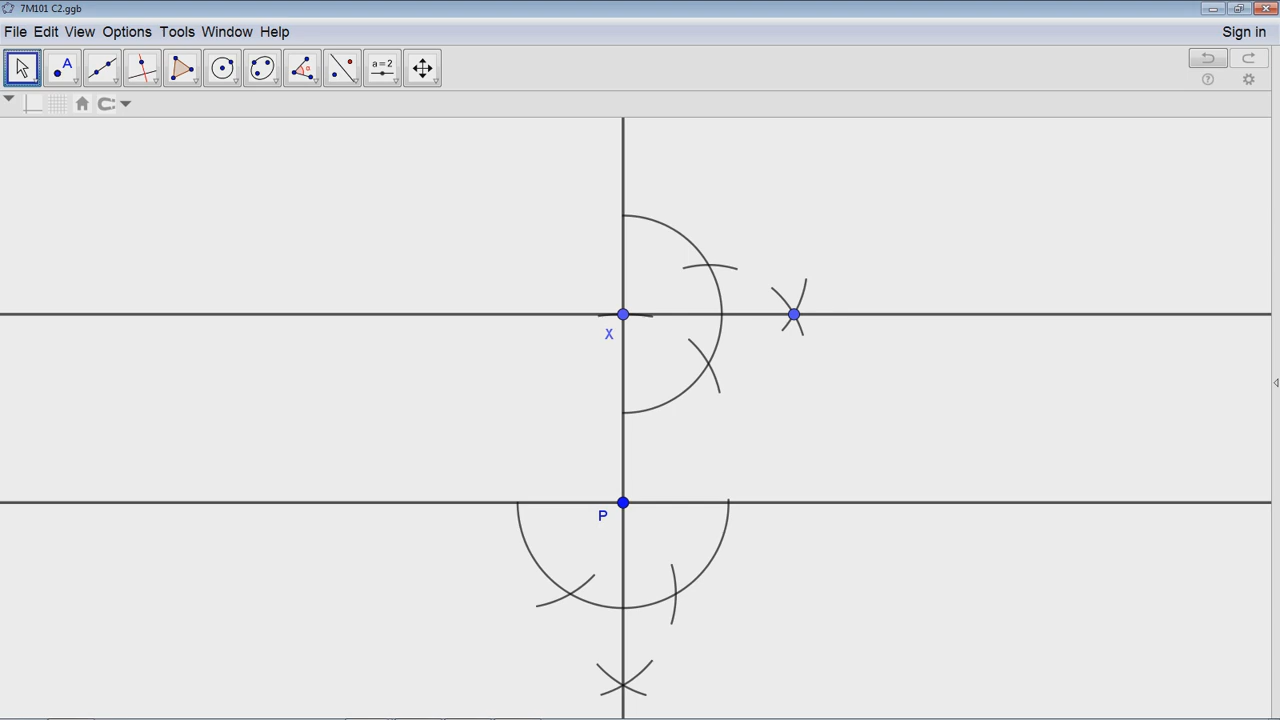 7M101 C2.ggb
File Edit View Options Tools Window Help Sign in
A a=2
X
P